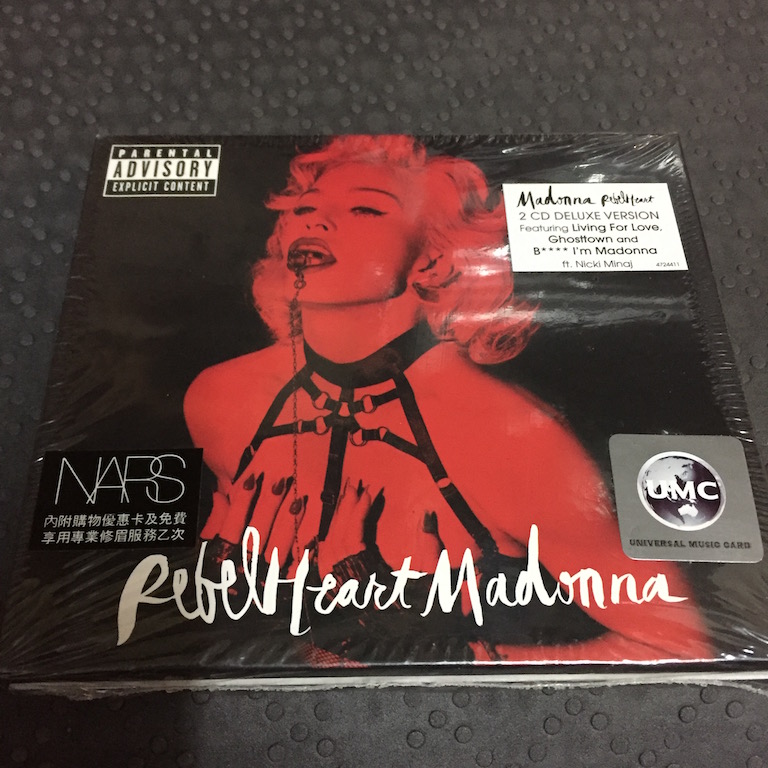 PARENTAL
ADVISORY
EXPLICIT CONTENT
Madonna RebelHeart
2 CD DELUXE VERSION
Featuring Living For Love,
Ghosttown and
B**** I'm Madonna
ft. Nicki Minaj
4724411
NARS
內附購物優惠卡及免費
享用專業修眉服務乙次
UMC
UNIVERSAL MUSIC CARD
RebelHeart Madonna